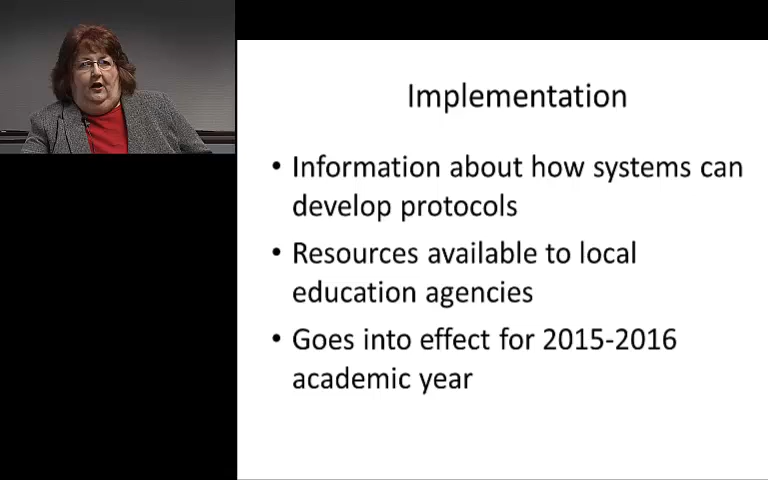 Implementation
• Information about how systems can
develop protocols
• Resources available to local
education agencies
• Goes into effect for 2015-2016
academic year